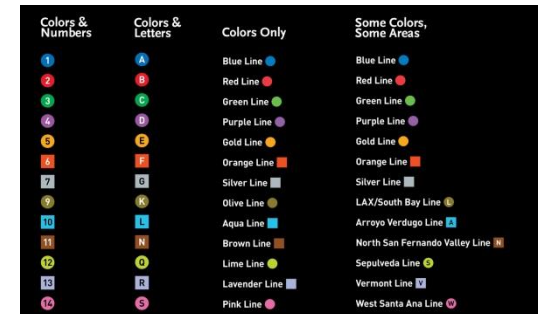 Colors & Numbers Colors & Letters Colors Only Some Colors, Some Areas
1 A Blue Line Blue Line
2 B Red Line Red Line
3 C Green Line Green Line
4 D Purple Line Purple Line
5 E Gold Line Gold Line
6 F Orange Line Orange Line
7 G Silver Line Silver Line
9 K Olive Line LAX/South Bay Line L
10 L Aqua Line Arroyo Verdugo Line A
11 N Brown Line North San Fernando Valley Line N
12 Q Lime Line Sepulveda Line S
13 R Lavender Line Vermont Line V
14 S Pink Line West Santa Ana Line W